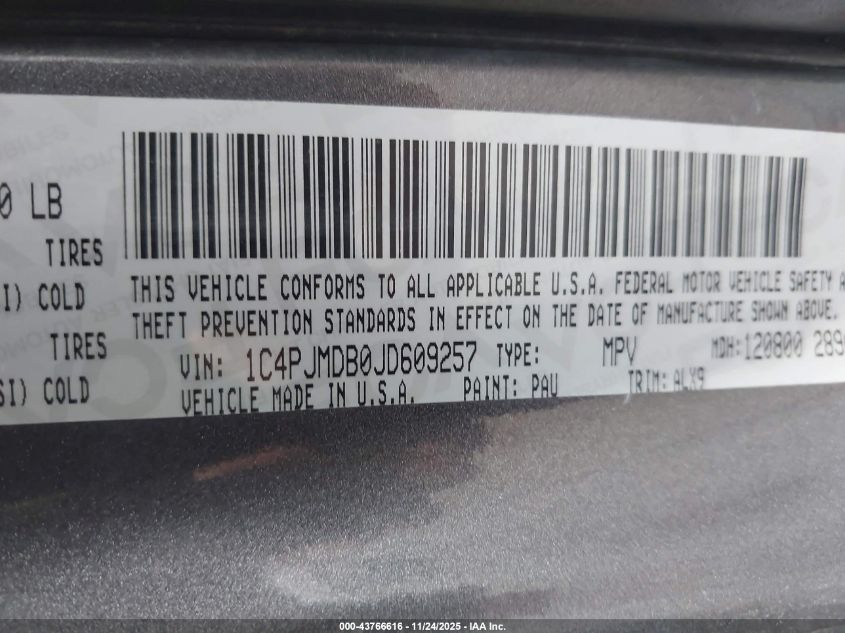 0 LB
TIRES
SI) COLD
TIRES
SI) COLD
THIS VEHICLE CONFORMS TO ALL APPLICABLE U.S.A. FEDERAL MOTOR VEHICLE SAFETY A
THEFT PREVENTION STANDARDS IN EFFECT ON THE DATE OF MANUFACTURE SHOWN ABOVE.
VIN: 1C4PJMDB0JD609257 TYPE: MPV MDH: 120800 289
VEHICLE MADE IN U.S.A. PAINT: PAU TRIM: ALX9
000-43766616 - 11/24/2025 - IAA Inc.